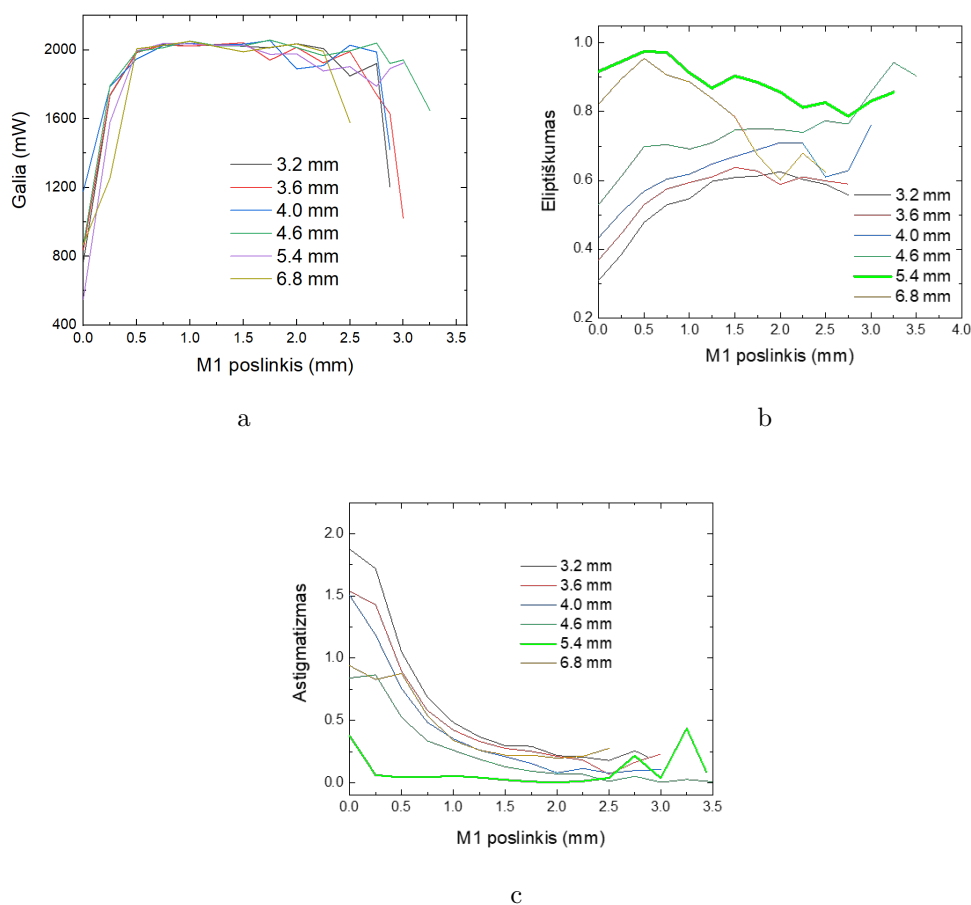 Galia (mW)
2000
1600
1200
800
400
3.2 mm
3.6 mm
4.0 mm
4.6 mm
5.4 mm
6.8 mm
0.0 0.5 1.0 1.5 2.0 2.5 3.0 3.5
M1 poslinkis (mm)
a
Eliptiškumas
1.0
0.8
0.6
0.4
0.2
3.2 mm
3.6 mm
4.0 mm
4.6 mm
5.4 mm
6.8 mm
0.0 0.5 1.0 1.5 2.0 2.5 3.0 3.5 4.0
M1 poslinkis (mm)
b
Astigmatizmas
2.0
1.5
1.0
0.5
0.0
3.2 mm
3.6 mm
4.0 mm
4.6 mm
5.4 mm
6.8 mm
0.0 0.5 1.0 1.5 2.0 2.5 3.0 3.5
M1 poslinkis (mm)
c